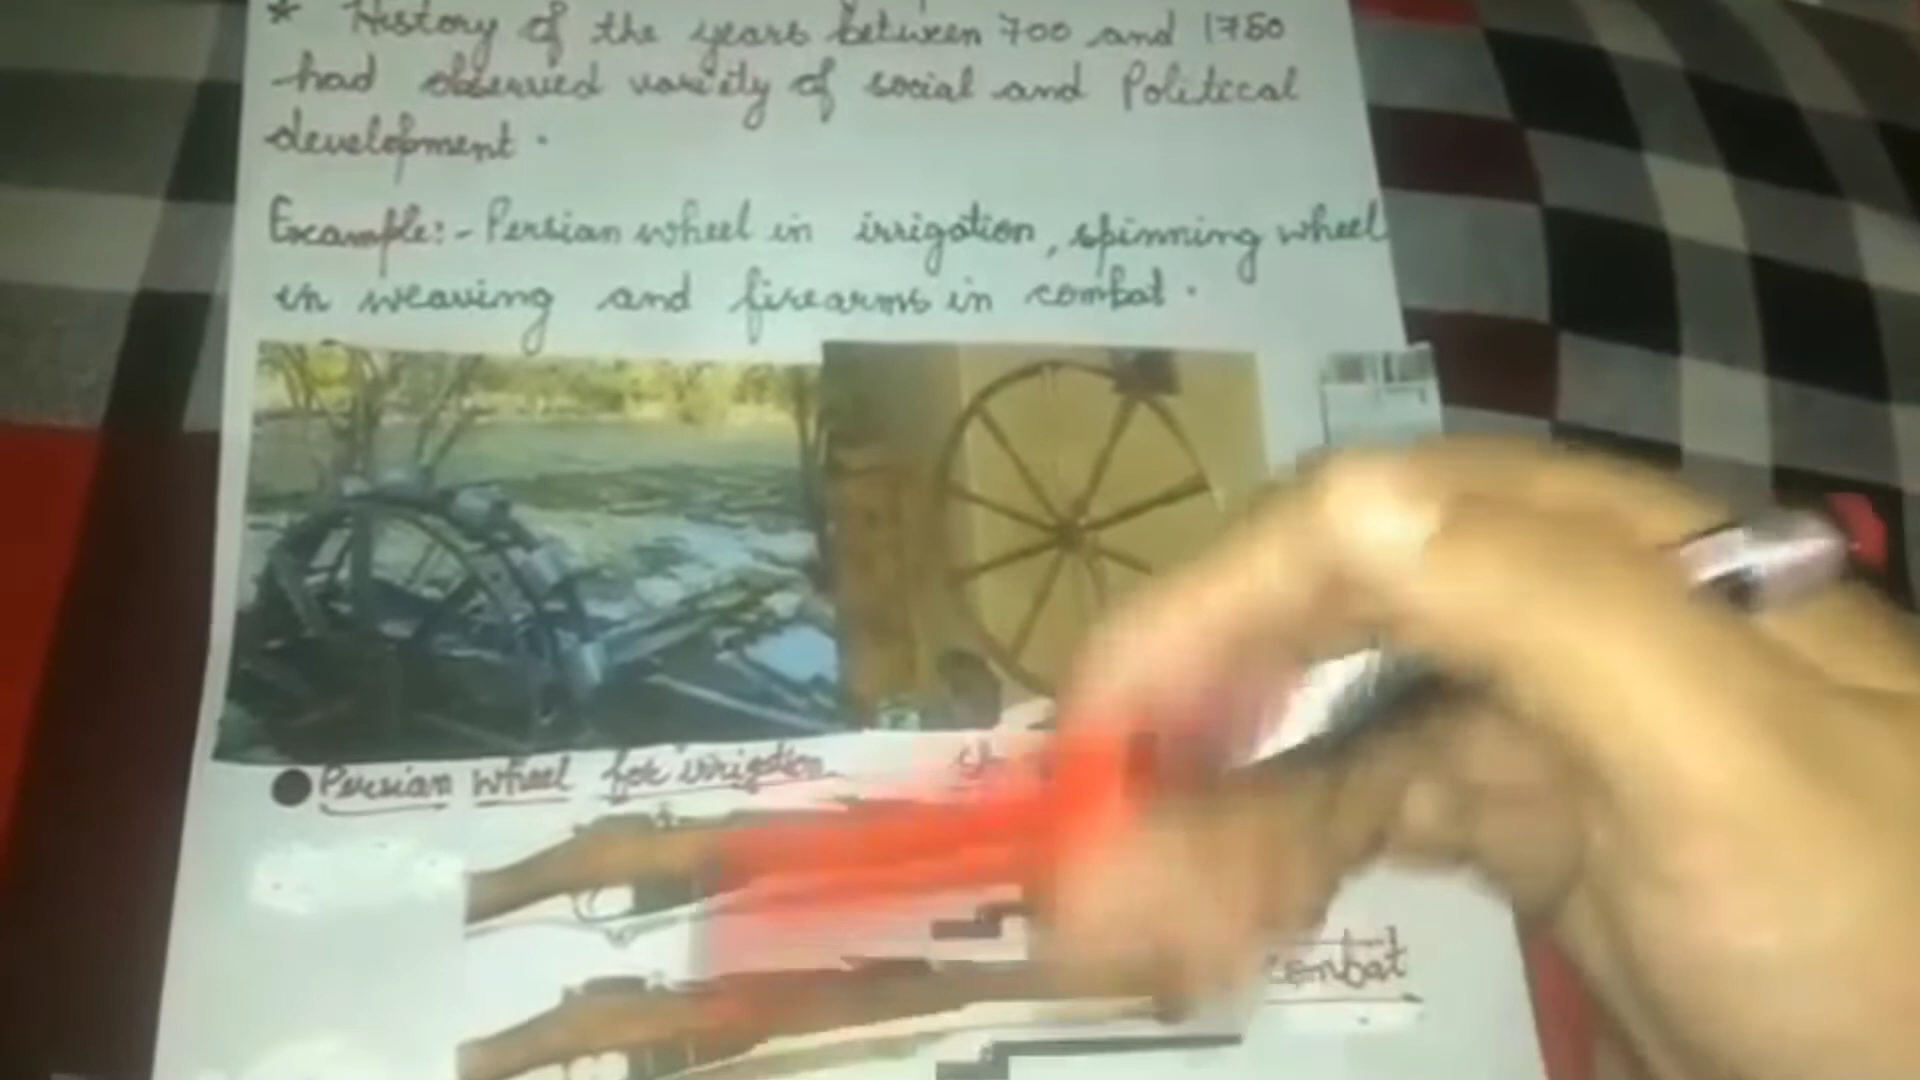 * History of the years between 700 and 1750
had observed variety of social and Political
development.
Example:- Persian wheel in irrigation, spinning wheel
in weaving and firearms in combat.
Persian wheel for irrigation
combat